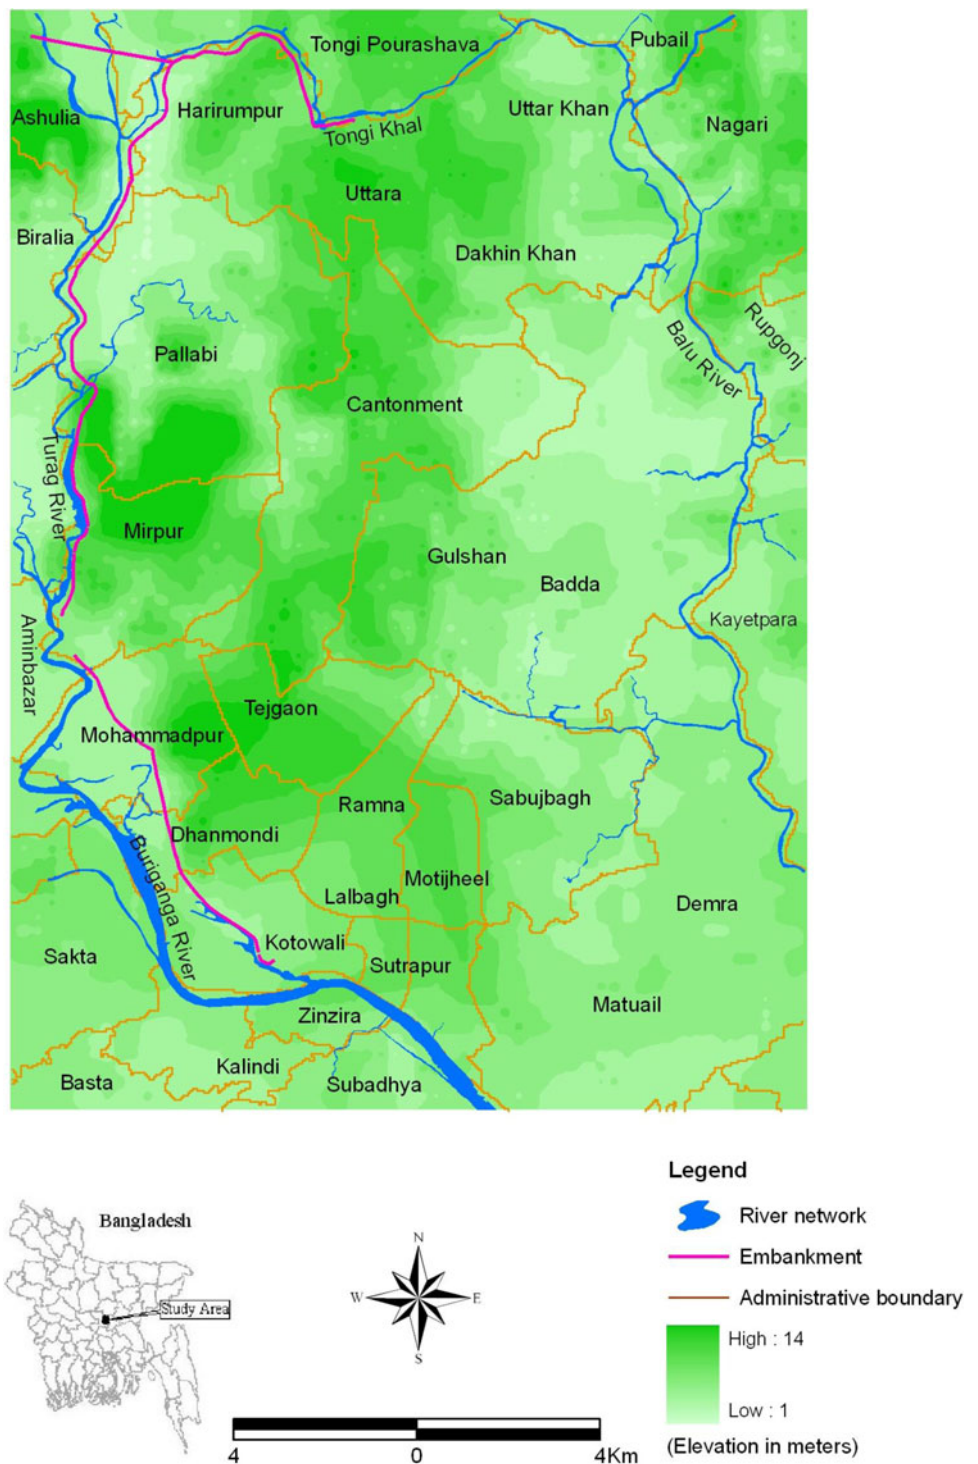 Tongi Pourashava
Pubail
Ashulia
Harirumpur
Uttar Khan
Nagari
Tongi Khal
Uttara
Biralia
Dakhin Khan
Rupgonj
Balu River
Pallabi
Cantonment
Turag River
Mirpur
Gulshan
Badda
Aminbazar
Kayetpara
Tejgaon
Mohammadpur
Ramna
Sabujbagh
Dhanmondi
Buriganga River
Motijheel
Lalbagh
Demra
Kotowali
Sakta
Sutrapur
Matuail
Zinzira
Kalindi
Basta
Subadhya
Legend
River network
Embankment
Administrative boundary
High : 14
Low : 1
(Elevation in meters)
Bangladesh
Study Area
N
W
E
S
4
0
4Km